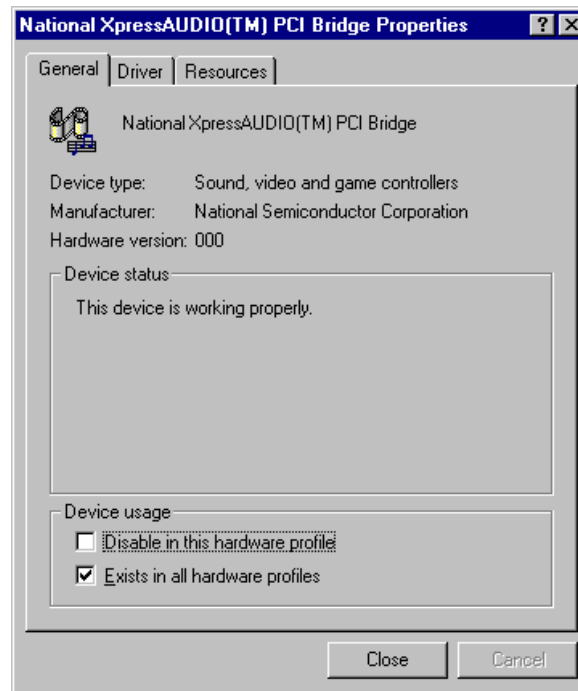 National XpressAUDIO(TM) PCI Bridge Properties
General Driver Resources
National XpressAUDIO(TM) PCI Bridge
Device type: Sound, video and game controllers
Manufacturer: National Semiconductor Corporation
Hardware version: 000
Device status
This device is working properly.
Device usage
Disable in this hardware profile
Exists in all hardware profiles
Close Cancel